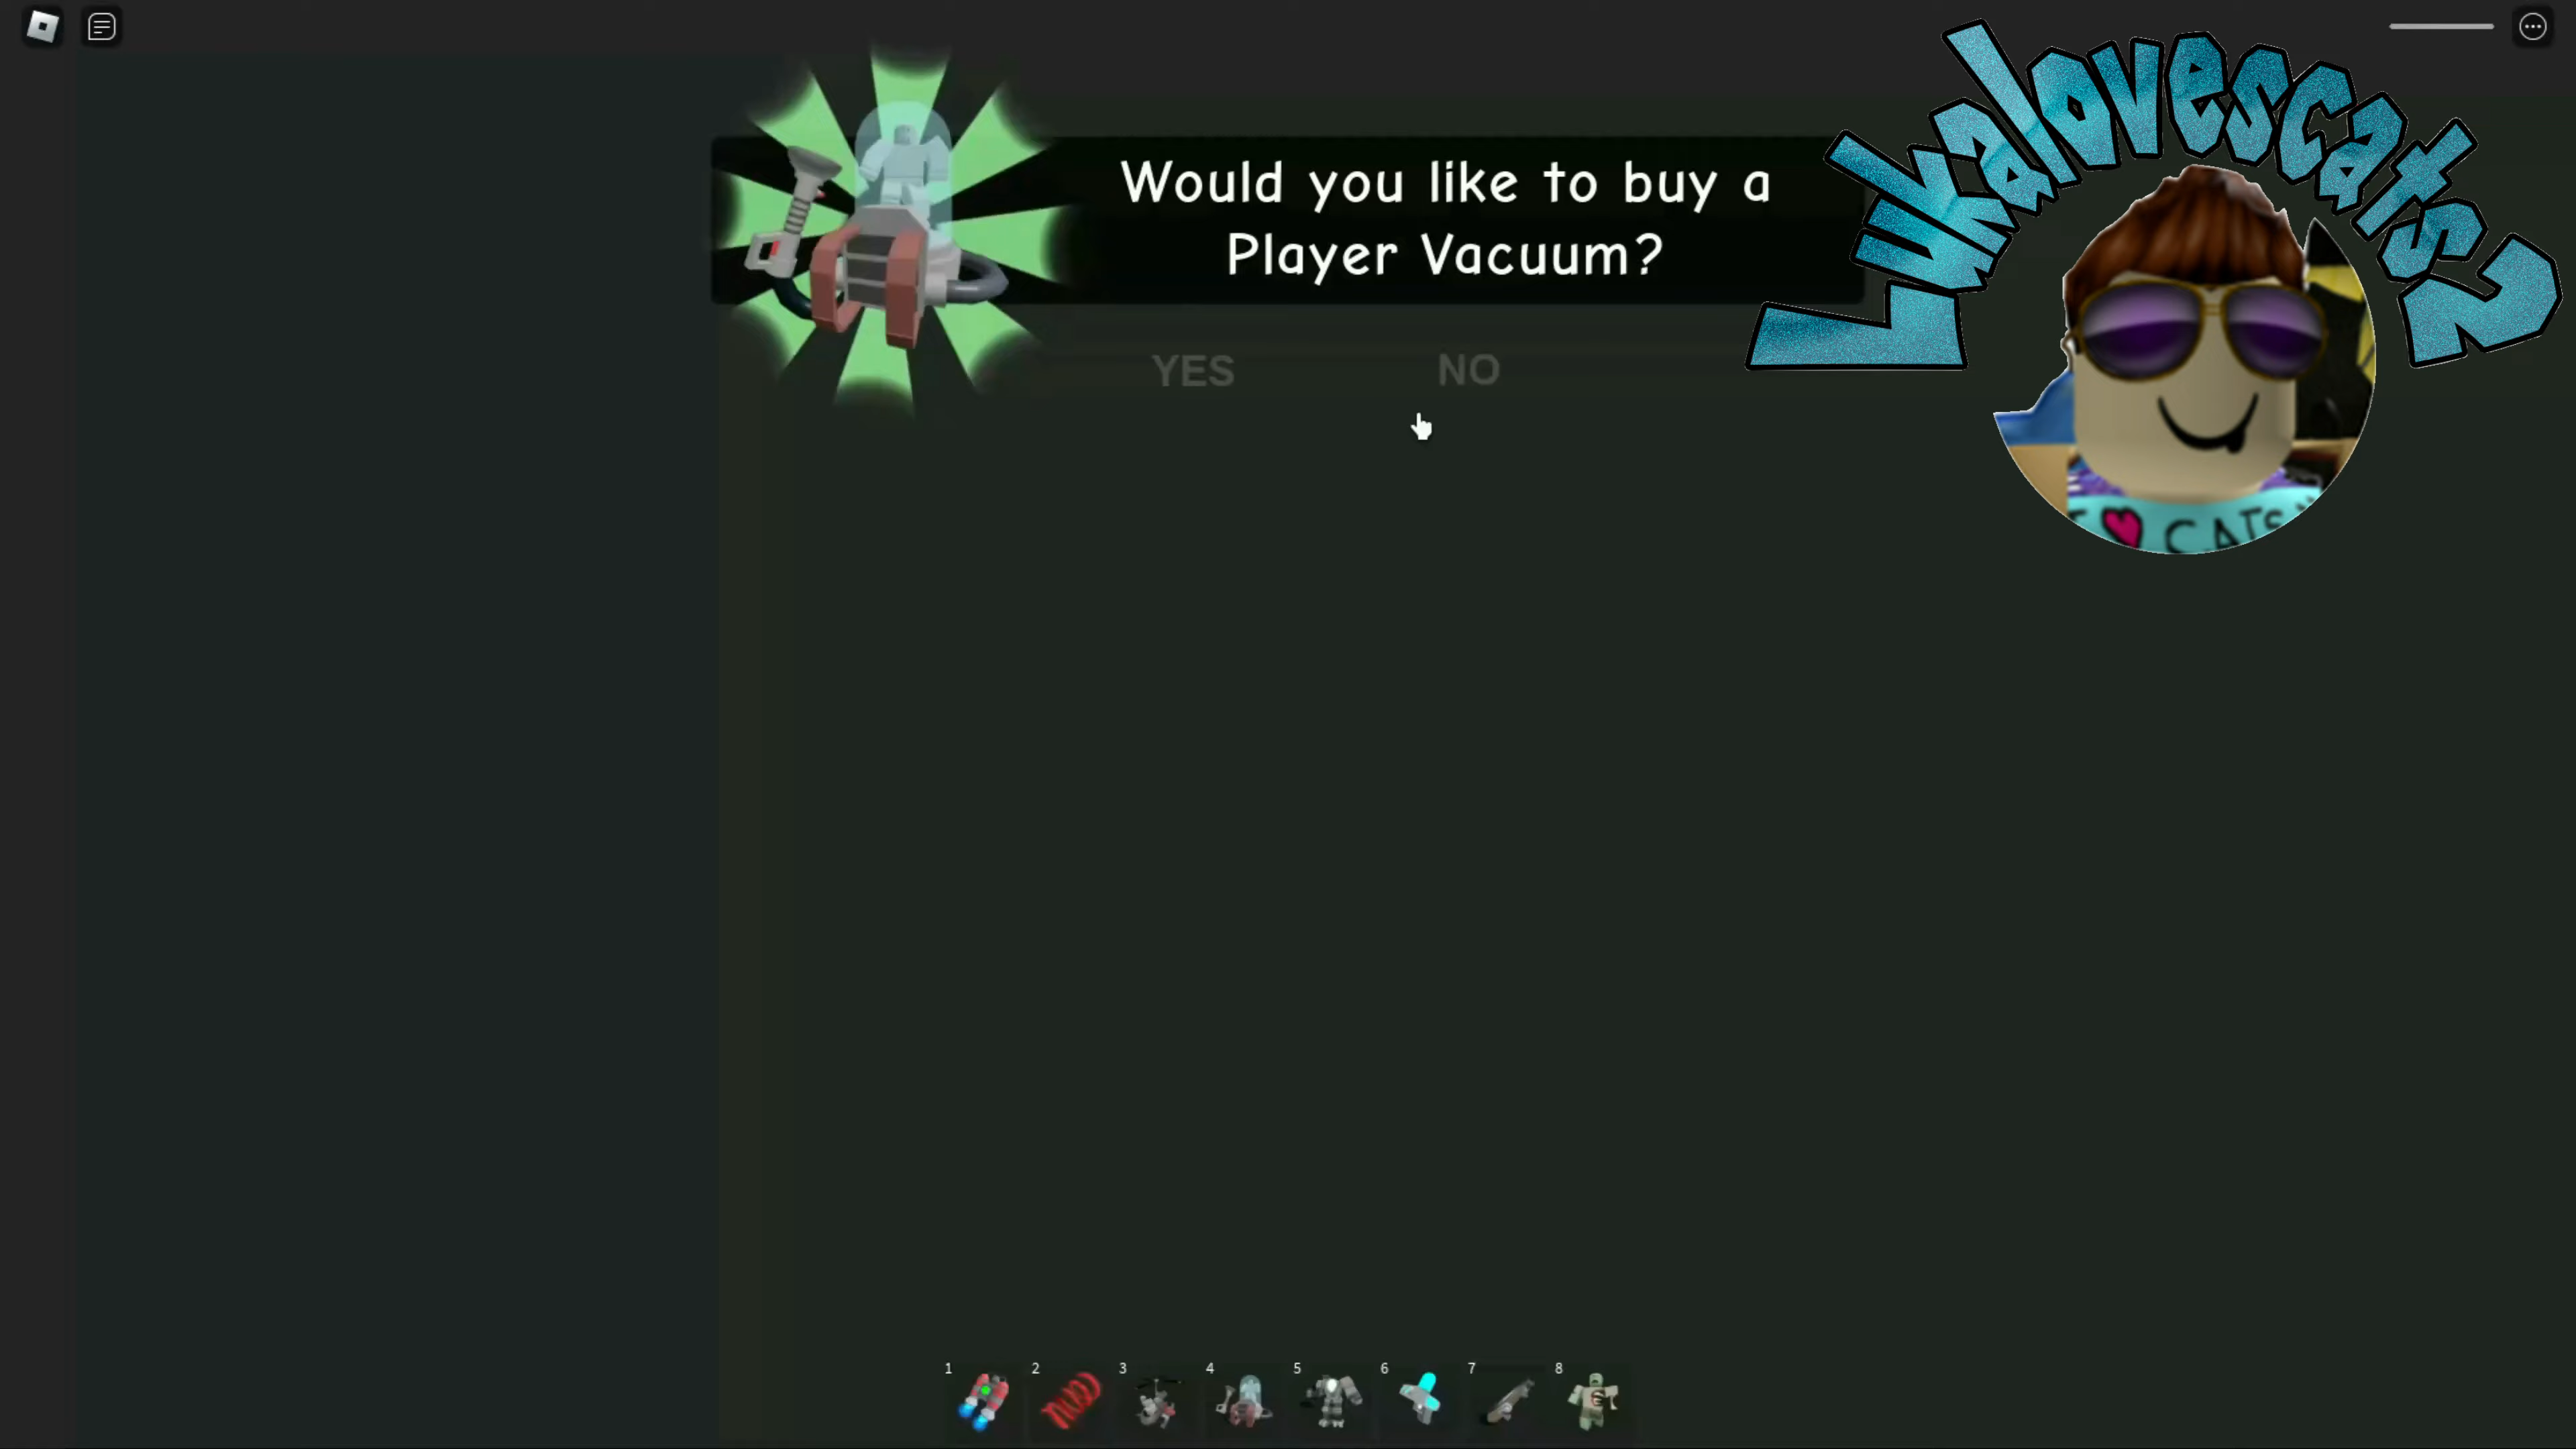 Lukalovescats2
Would you like to buy a
Player Vacuum?
YES NO
I ♥ CATS
1 2 3 4 5 6 7 8